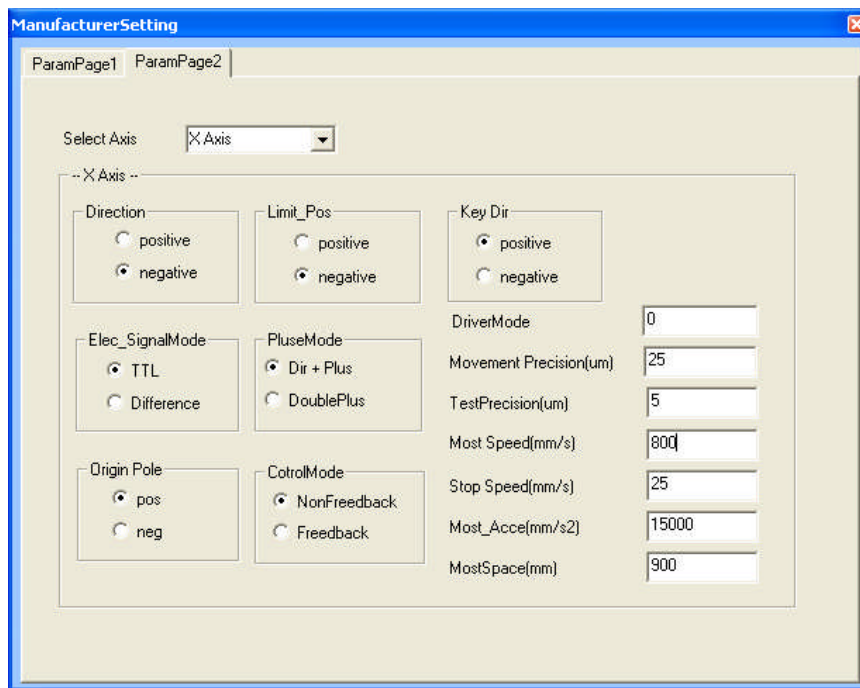 ManufacturerSetting
ParamPage1 ParamPage2
Select Axis X Axis
-- X Axis --
Direction
positive
negative
Limit_Pos
positive
negative
Key Dir
positive
negative
Elec_SignalMode
TTL
Difference
PluseMode
Dir + Plus
DoublePlus
Origin Pole
pos
neg
CotrolMode
NonFreedback
Freedback
DriverMode 0
Movement Precision(um) 25
TestPrecision(um) 5
Most Speed(mm/s) 800
Stop Speed(mm/s) 25
Most_Acce(mm/s2) 15000
MostSpace(mm) 900